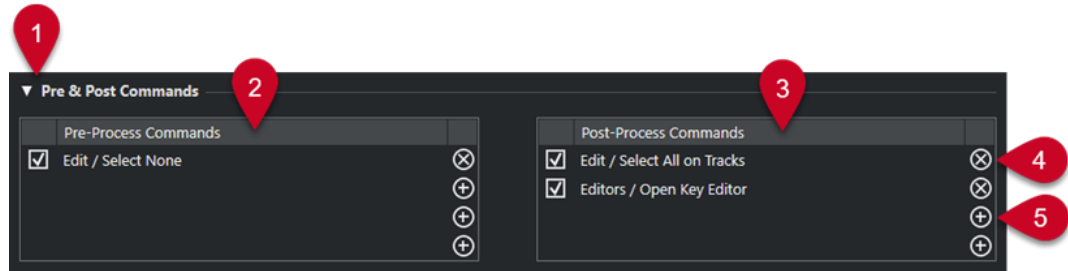 1
2
3
Pre & Post Commands
Pre-Process Commands
Edit / Select None
Post-Process Commands
Edit / Select All on Tracks
4
Editors / Open Key Editor
5